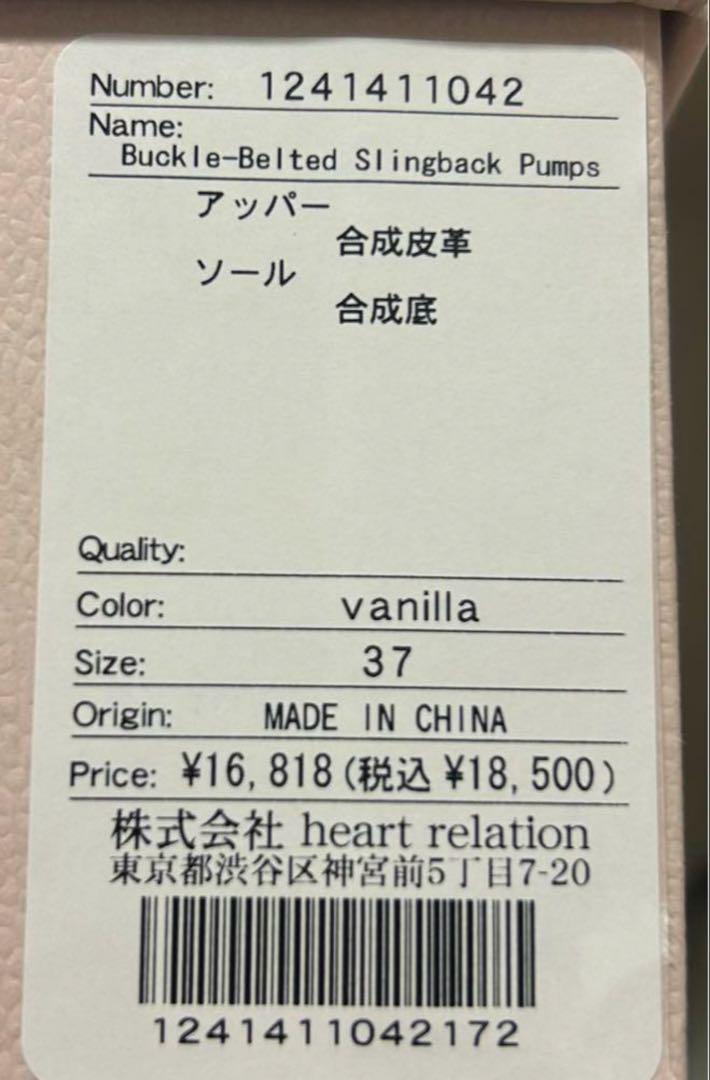 Number: 1241411042
Name:
Buckle-Belted Slingback Pumps
アッパー
合成皮革
ソール
合成底
Quality:
Color: vanilla
Size: 37
Origin: MADE IN CHINA
Price: ¥16,818(税込¥18,500)
株式会社 heart relation
東京都渋谷区神宮前5丁目7-20
1241411042172